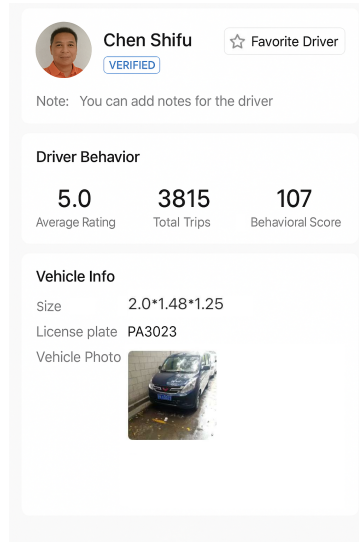 Chen Shifu
Favorite Driver
VERIFIED
Note: You can add notes for the driver
Driver Behavior
5.0 3815 107
Average Rating Total Trips Behavioral Score
Vehicle Info
Size 2.0*1.48*1.25
License plate PA3023
Vehicle Photo